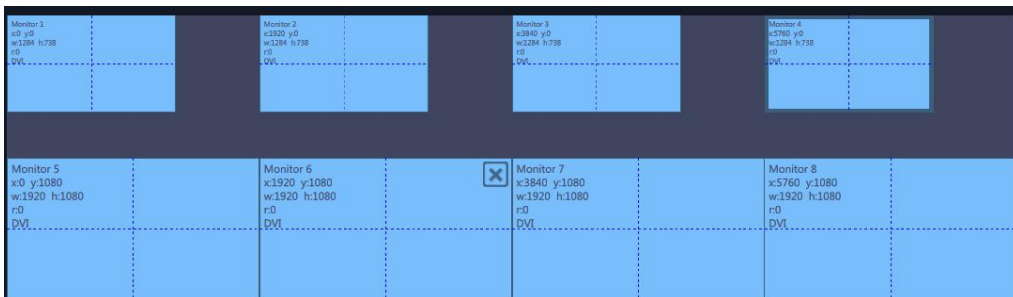 Monitor 1
x:0 y:0
w:1284 h:738
r:0
DVI
Monitor 2
x:1920 y:0
w:1284 h:738
r:0
DVI
Monitor 3
x:3840 y:0
w:1284 h:738
r:0
DVI
Monitor 4
x:5760 y:0
w:1284 h:738
r:0
DVI
Monitor 5
x:0 y:1080
w:1920 h:1080
r:0
DVI
Monitor 6
x:1920 y:1080
w:1920 h:1080
r:0
DVI
Monitor 7
x:3840 y:1080
w:1920 h:1080
r:0
DVI
Monitor 8
x:5760 y:1080
w:1920 h:1080
r:0
DVI